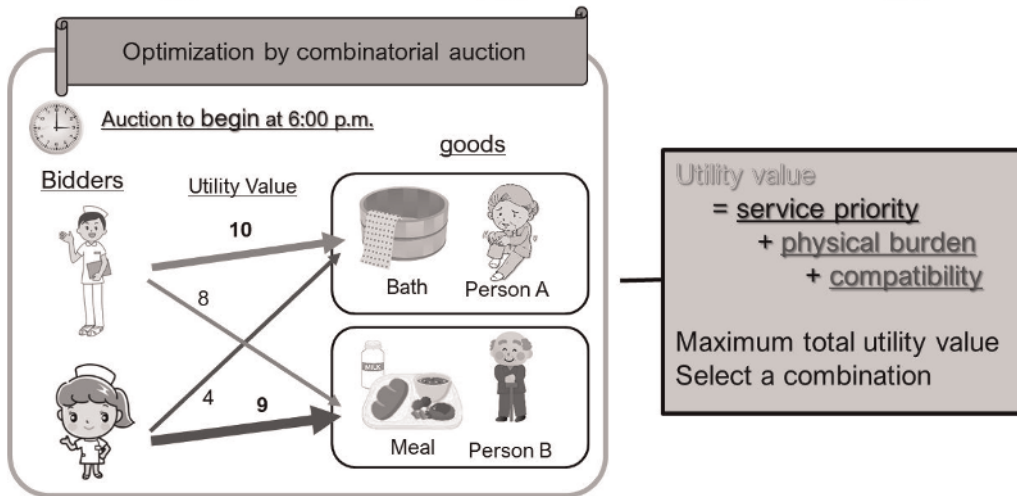 Optimization by combinatorial auction
Auction to begin at 6:00 p.m.
goods
Bidders
Utility Value
10
8
4
9
Bath
Person A
MILK
Meal
Person B
Utility value
= service priority
+ physical burden
+ compatibility
Maximum total utility value
Select a combination